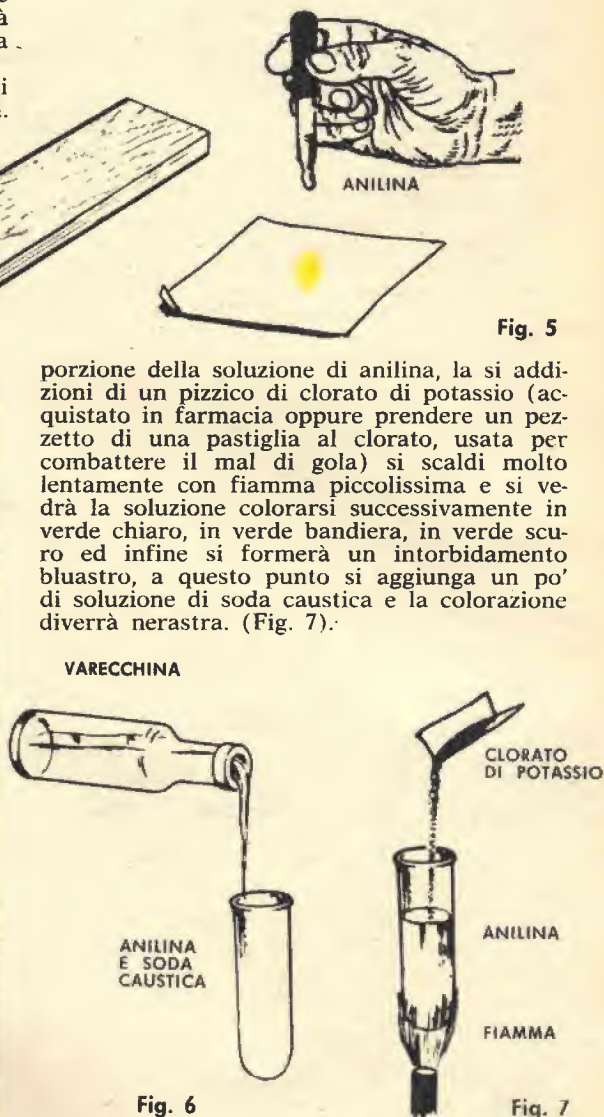 à
a
i
ANILINA
Fig. 5
porzione della soluzione di anilina, la si addi-
zioni di un pizzico di clorato di potassio (ac-
quistato in farmacia oppure prendere un pez-
zetto di una pastiglia al clorato, usata per
combattere il mal di gola) si scaldi molto
lentamente con fiamma piccolissima e si ve-
drà la soluzione colorarsi successivamente in
verde chiaro, in verde bandiera, in verde scu-
ro ed infine si formerà un intorbidamento
bluastro, a questo punto si aggiunga un po'
di soluzione di soda caustica e la colorazione
diverrà nerastra. (Fig. 7).
VARECCHINA
ANILINA
E SODA
CAUSTICA
Fig. 6
CLORATO
DI POTASSIO
ANILINA
FIAMMA
Fig. 7